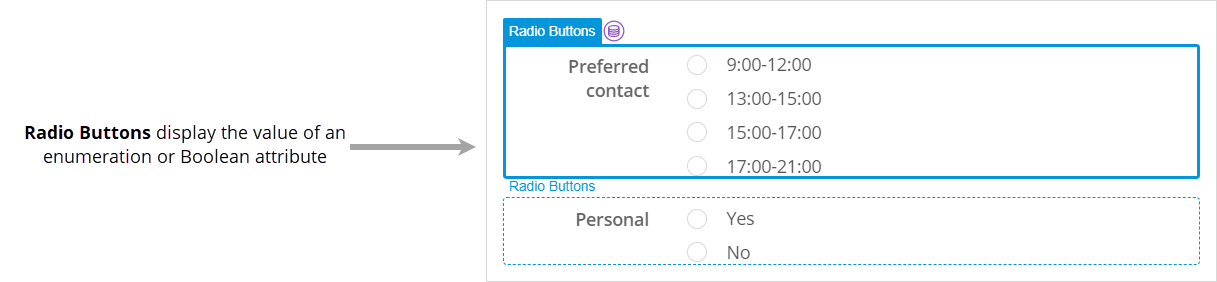 Radio Buttons display the value of an
enumeration or Boolean attribute
Radio Buttons
Preferred
contact
9:00-12:00
13:00-15:00
15:00-17:00
17:00-21:00
Radio Buttons
Personal
Yes
No